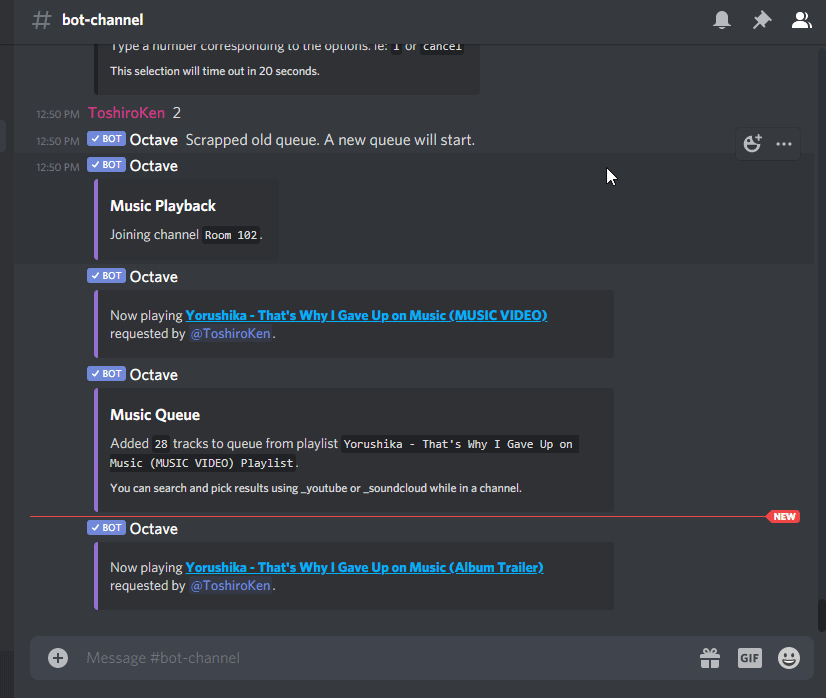 bot-channel
Type a number corresponding to the options. ie: 1 or cancel
This selection will time out in 20 seconds.
12:50 PM ToshiroKen 2
12:50 PM BOT Octave Scrapped old queue. A new queue will start.
12:50 PM BOT Octave
Music Playback
Joining channel Room 102.
BOT Octave
Now playing Yorushika - That's Why I Gave Up on Music (MUSIC VIDEO)
requested by @ToshiroKen.
BOT Octave
Music Queue
Added 28 tracks to queue from playlist Yorushika - That's Why I Gave Up on
Music (MUSIC VIDEO) Playlist.
You can search and pick results using _youtube or _soundcloud while in a channel.
NEW
BOT Octave
Now playing Yorushika - That's Why I Gave Up on Music (Album Trailer)
requested by @ToshiroKen.
Message #bot-channel
GIF